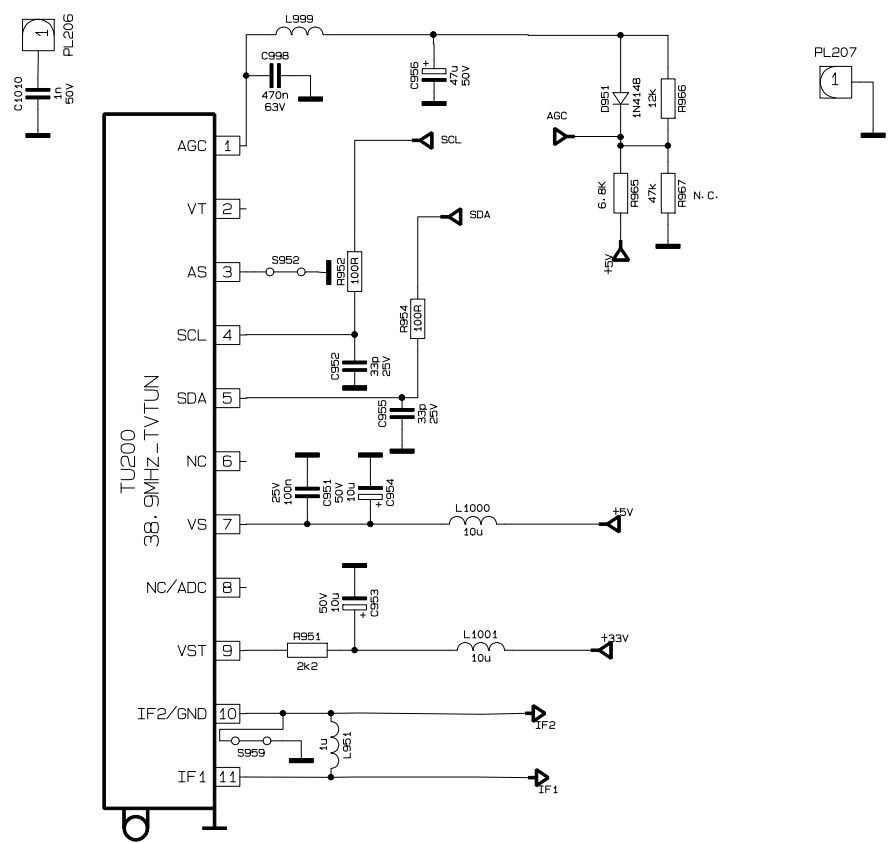 PL206
1
C1010
1n
50V
L999
C998
470n
63V
C956
+
47u
50V
D951
1N4148
12K
R966
AGC
6.8K
R965
47k
R967
N.C.
+5V
PL207
1
TU200
38.9MHz_TVTUN
AGC 1
VT 2
AS 3
S952
SCL 4
SDA 5
NC 6
VS 7
NC/ADC 8
VST 9
IF2/GND 10
IF1 11
SCL
SDA
R952
100R
R954
100R
C952
33p
25V
C955
33p
25V
25V
100n
C951
50V
10u
C954
+
L1000
10u
+5V
50V
10u
C953
+
R951
2k2
L1001
10u
+33V
S959
1u
L951
IF2
IF1